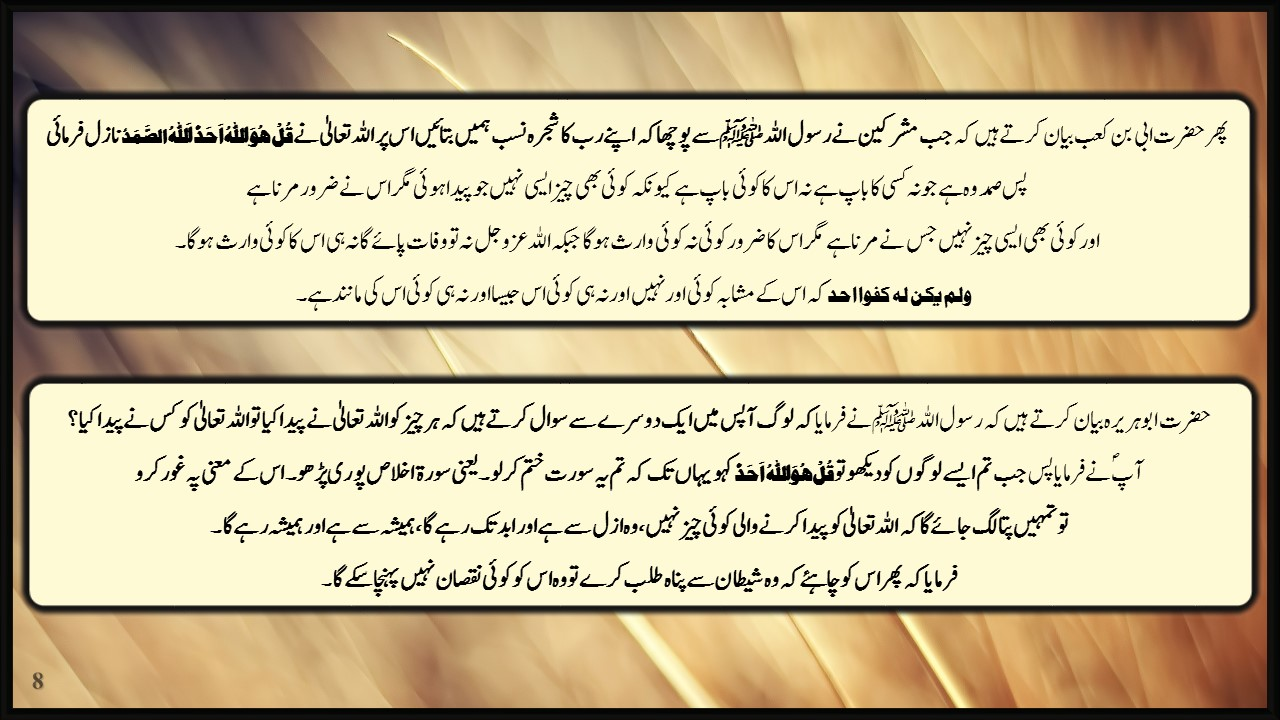 پھر حضرت ابی بن کعب بیان کرتے ہیں کہ جب مشرکین نے رسول اللہ ﷺ سے پوچھا کہ اپنے رب کا شجرہ نسب ہمیں بتائیں اس پر اللہ تعالیٰ نے قُلْ هُوَ اللّٰهُ اَحَدٌ اَللّٰهُ الصَّمَدُ نازل فرمائی
پس صمد وہ ہے جو نہ کسی کا باپ ہے نہ اس کا کوئی باپ ہے کیونکہ کوئی بھی چیز ایسی نہیں جو پیدا ہوئی مگر اس نے ضرور مرنا ہے
اور کوئی بھی ایسی چیز نہیں جس نے مرنا ہے مگر اس کا ضرور کوئی نہ کوئی وارث ہوگا جبکہ اللہ عزوجل نہ تو وفات پائے گا نہ ہی اس کا کوئی وارث ہوگا۔
ولم یکن له کفوا احد کہ اس کے مشابہ کوئی اور نہیں اور نہ ہی کوئی اس جیسا اور نہ ہی کوئی اس کی مانند ہے۔
حضرت ابوہریرہ بیان کرتے ہیں کہ رسول اللہ ﷺ نے فرمایا کہ لوگ آپس میں ایک دوسرے سے سوال کرتے ہیں کہ ہر چیز کو اللہ تعالیٰ نے پیدا کیا تو اللہ تعالیٰ کو کس نے پیدا کیا؟
آپؐ نے فرمایا پس جب تم ایسے لوگوں کو دیکھو تو قُلْ هُوَ اللّٰهُ اَحَدٌ کہو یہاں تک کہ تم یہ سورت ختم کرلو۔ یعنی سورۃ اخلاص پوری پڑھو۔ اس کے معنی پہ غور کرو
تو تمہیں پتا لگ جائے گا کہ اللہ تعالیٰ کو پیدا کرنے والی کوئی چیز نہیں، وہ ازل سے ہے اور ابد تک رہے گا، ہمیشہ سے ہے اور ہمیشہ رہے گا۔
فرمایا کہ پھر اس کو چاہئے کہ وہ شیطان سے پناہ طلب کرے تو وہ اس کو کوئی نقصان نہیں پہنچا سکے گا۔
8